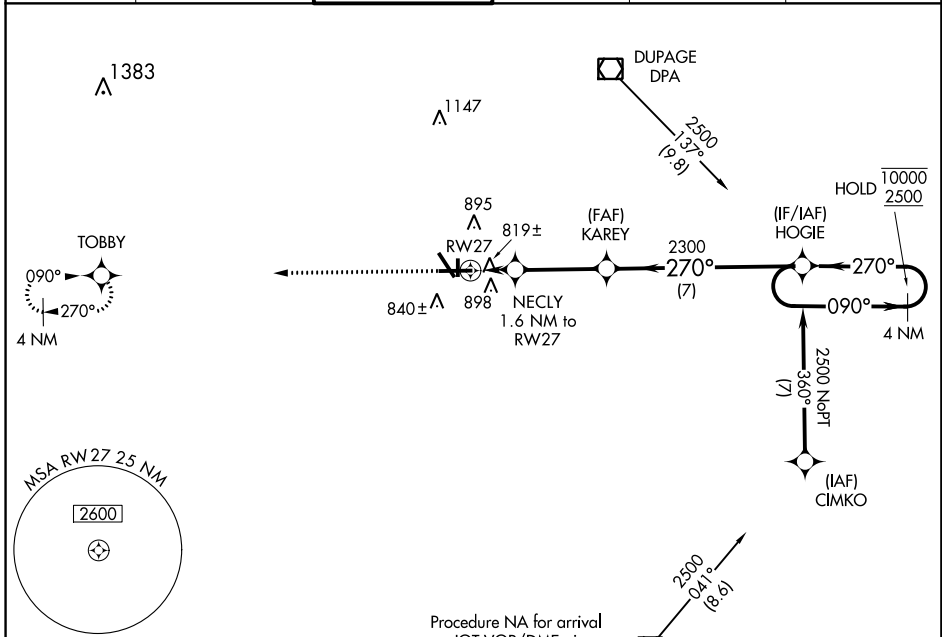 1383
DUPAGE
DPA
1147
2500
137°
(9.8)
HOLD
10000
2500
895
819±
RW27
(FAF)
KAREY
2300
270°
(7)
(IF/IAF)
HOGIE
270°
090°
4 NM
TOBBY
090°
270°
4 NM
840±
898
NECLY
1.6 NM to
RW27
2500 NoPT
360°
(7)
(IAF)
CIMKO
MSA RW27 25 NM
2600
2500
041°
(8.6)
Procedure NA for arrival